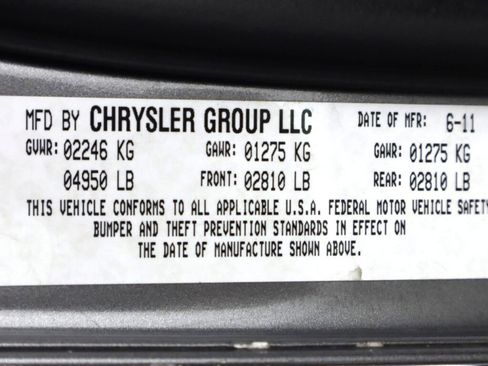 MFD BY CHRYSLER GROUP LLC DATE OF MFR: 6-11
GVWR: 02246 KG GAWR: 01275 KG GAWR: 01275 KG
04950 LB FRONT: 02810 LB REAR: 02810 LB
THIS VEHICLE CONFORMS TO ALL APPLICABLE U.S.A. FEDERAL MOTOR VEHICLE SAFETY
BUMPER AND THEFT PREVENTION STANDARDS IN EFFECT ON
THE DATE OF MANUFACTURE SHOWN ABOVE.